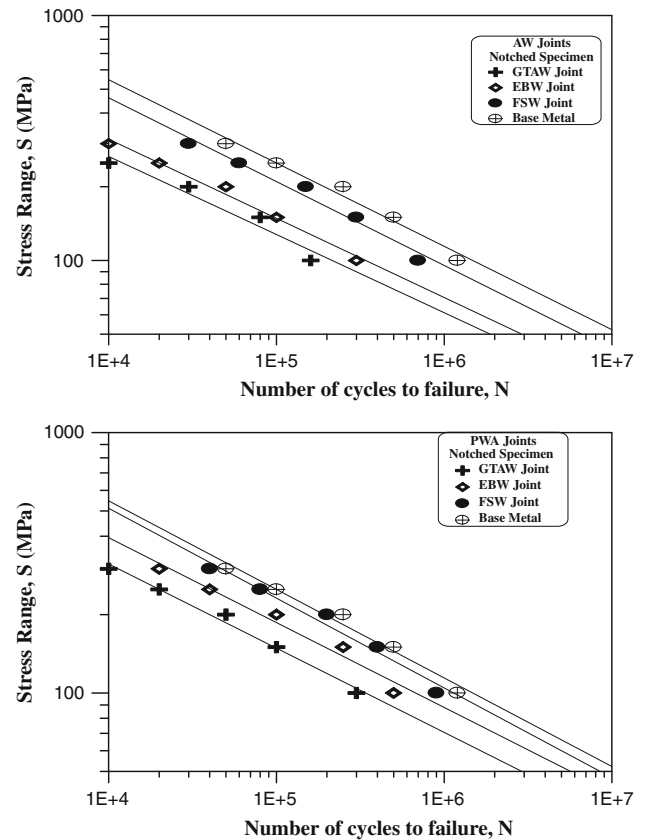 1000
AW Joints
Notched Specimen
GTAW Joint
EBW Joint
FSW Joint
Base Metal
Stress Range, S (MPa)
100
1E+4 1E+5 1E+6 1E+7
Number of cycles to failure, N
1000
PWA Joints
Notched Specimen
GTAW Joint
EBW Joint
FSW Joint
Base Metal
Stress Range, S (MPa)
100
1E+4 1E+5 1E+6 1E+7
Number of cycles to failure, N